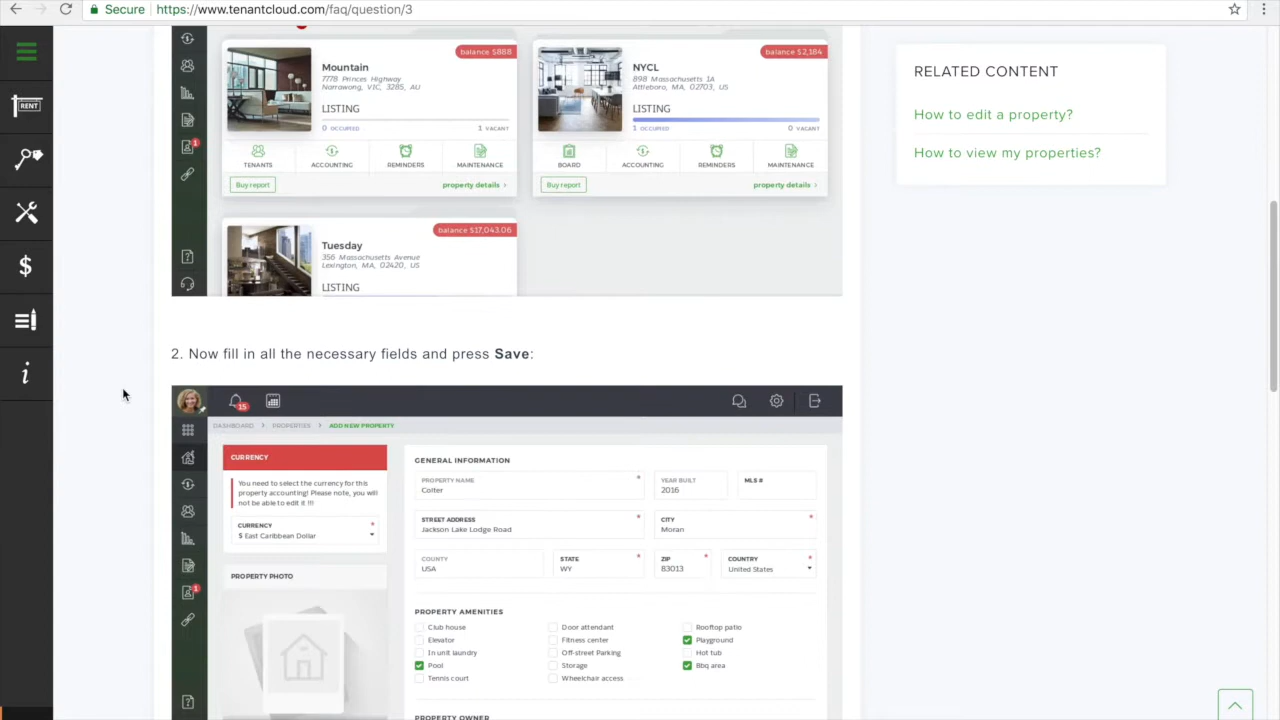 Secure https://www.tenantcloud.com/faq/question/3
RENT
balance $888
Mountain
7778 Princes Highway
Narrawong, VIC, 3285, AU
LISTING
0 OCCUPIED 1 VACANT
TENANTS ACCOUNTING REMINDERS MAINTENANCE
Buy report property details
balance $2,184
NYCL
898 Massachusetts 1A
Attleboro, MA, 02703, US
LISTING
1 OCCUPIED 0 VACANT
BOARD ACCOUNTING REMINDERS MAINTENANCE
Buy report property details
1
balance $17,043.06
Tuesday
356 Massachusetts Avenue
Lexington, MA, 02420, US
LISTING
RELATED CONTENT
How to edit a property?
How to view my properties?
2. Now fill in all the necessary fields and press Save:
15
DASHBOARD PROPERTIES ADD NEW PROPERTY
CURRENCY
You need to select the currency for this
property accounting! Please note, you will
not be able to edit it !!!
CURRENCY *
$ East Caribbean Dollar
PROPERTY PHOTO
1
GENERAL INFORMATION
PROPERTY NAME * YEAR BUILT MLS #
Colter 2016
STREET ADDRESS * CITY *
Jackson Lake Lodge Road Moran
COUNTY STATE * ZIP * COUNTRY *
USA WY 83013 United States
PROPERTY AMENITIES
Club house Door attendant Rooftop patio
Elevator Fitness center Playground
In unit laundry Off-street Parking Hot tub
Pool Storage Bbq area
Tennis court Wheelchair access
PROPERTY OWNER